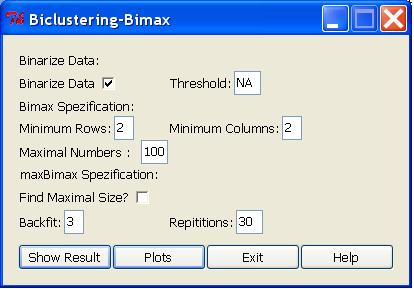 Biclustering-Bimax
Binarize Data:
Binarize Data Threshold: NA
Bimax Spezification:
Minimum Rows: 2 Minimum Columns: 2
Maximal Numbers : 100
maxBimax Spezification:
Find Maximal Size?
Backfit: 3 Repititions: 30
Show Result Plots Exit Help